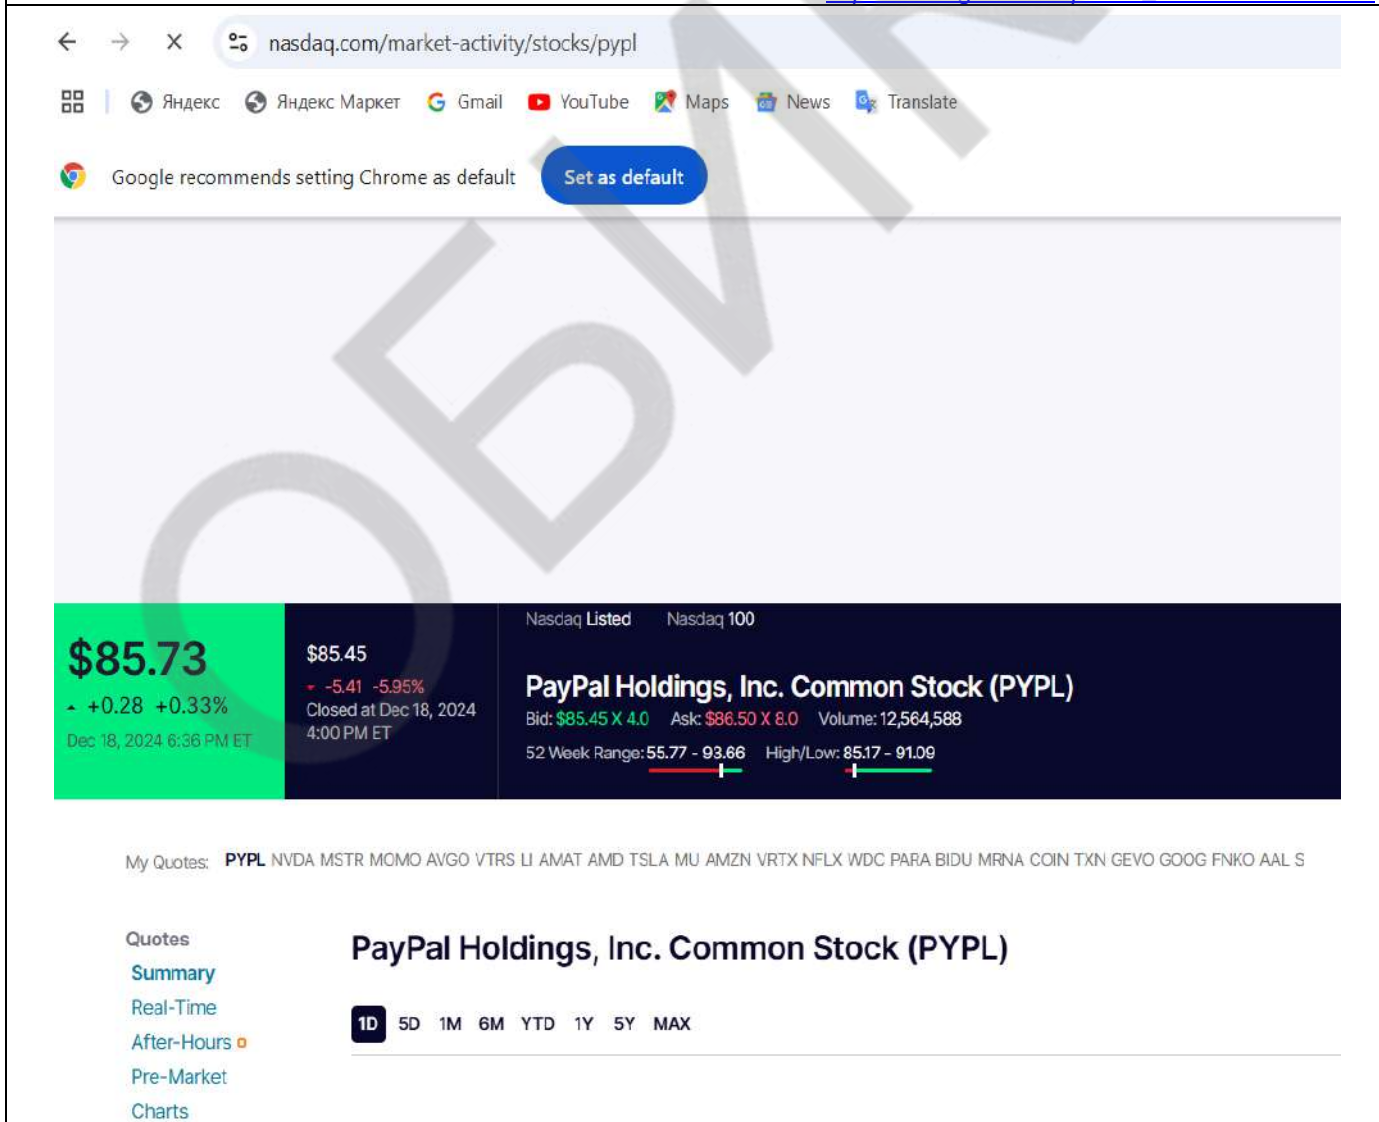 nasdaq.com/market-activity/stocks/pypl
Яндекс Яндекс Маркет Gmail YouTube Maps News Translate
Google recommends setting Chrome as default Set as default
Nasdaq Listed Nasdaq 100
$85.73
+0.28 +0.33%
Dec 18, 2024 6:36 PM ET
$85.45
-5.41 -5.95%
Closed at Dec 18, 2024
4:00 PM ET
PayPal Holdings, Inc. Common Stock (PYPL)
Bid: $85.45 X 4.0 Ask: $86.50 X 8.0 Volume: 12,564,588
52 Week Range: 55.77 - 93.66 High/Low: 85.17 - 91.09
My Quotes: PYPL NVDA MSTR MOMO AVGO VTRS LI AMAT AMD TSLA MU AMZN VRTX NFLX WDC PARA BIDU MRNA COIN TXN GEVO GOOG FNKO AAL S
Quotes
Summary
Real-Time
After-Hours
Pre-Market
Charts
PayPal Holdings, Inc. Common Stock (PYPL)
1D 5D 1M 6M YTD 1Y 5Y MAX